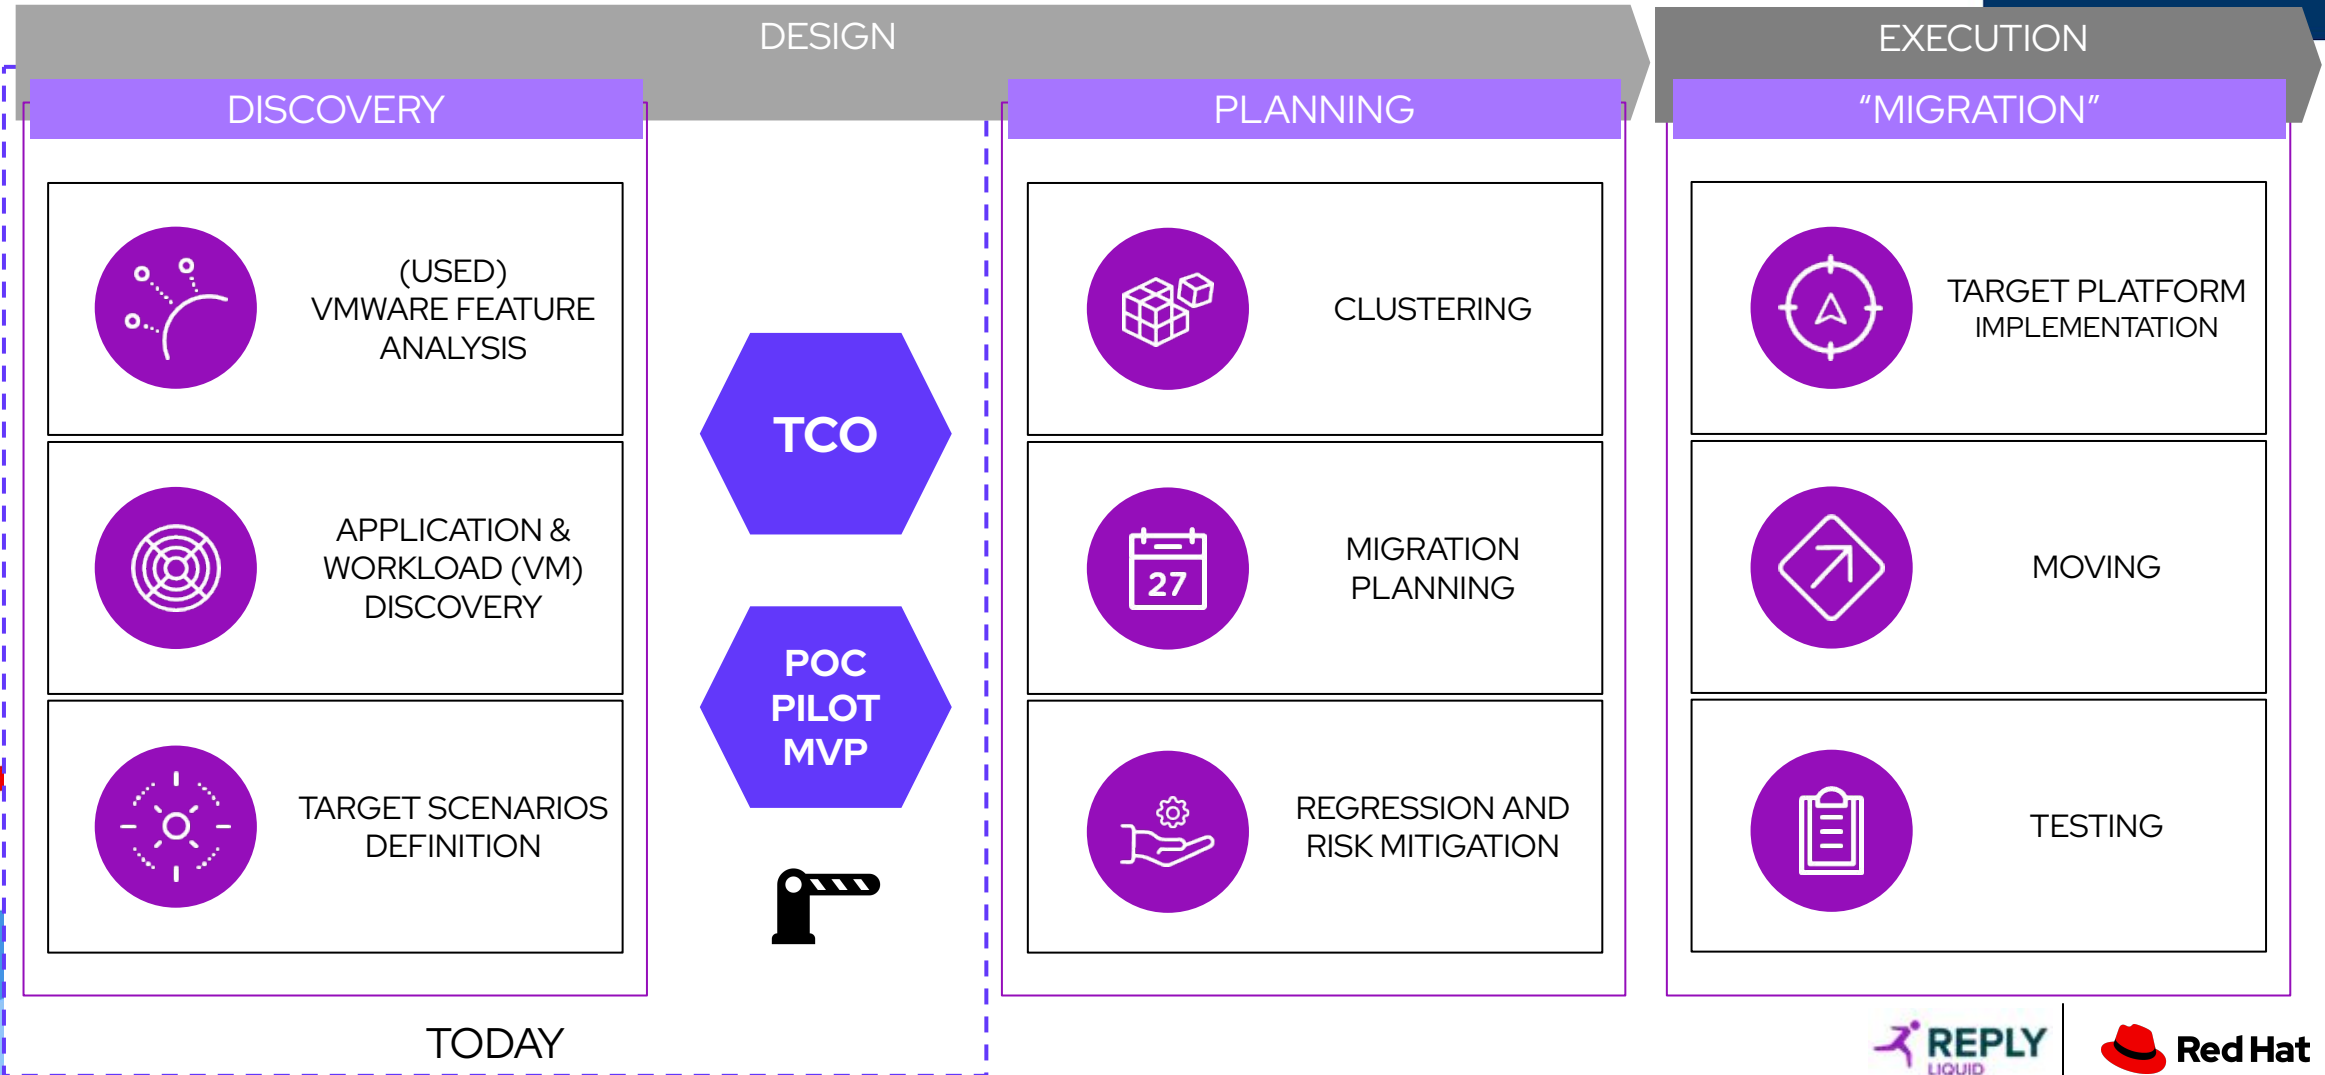 DESIGN
EXECUTION
DISCOVERY
PLANNING
“MIGRATION”
(USED)
VMWARE FEATURE
ANALYSIS
APPLICATION &
WORKLOAD (VM)
DISCOVERY
TARGET SCENARIOS
DEFINITION
TCO
POC
PILOT
MVP
CLUSTERING
27
MIGRATION
PLANNING
REGRESSION AND
RISK MITIGATION
TARGET PLATFORM
IMPLEMENTATION
MOVING
TESTING
TODAY
REPLY
LIQUID
Red Hat